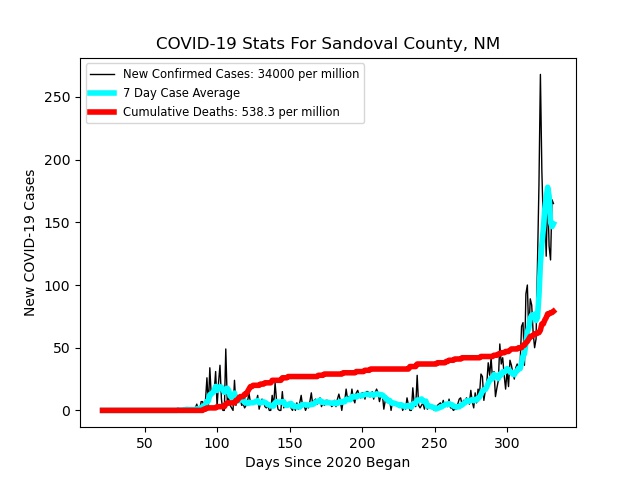 COVID-19 Stats For Sandoval County, NM
New Confirmed Cases: 34000 per million
7 Day Case Average
Cumulative Deaths: 538.3 per million
New COVID-19 Cases
250
200
150
100
50
0
50 100 150 200 250 300
Days Since 2020 Began